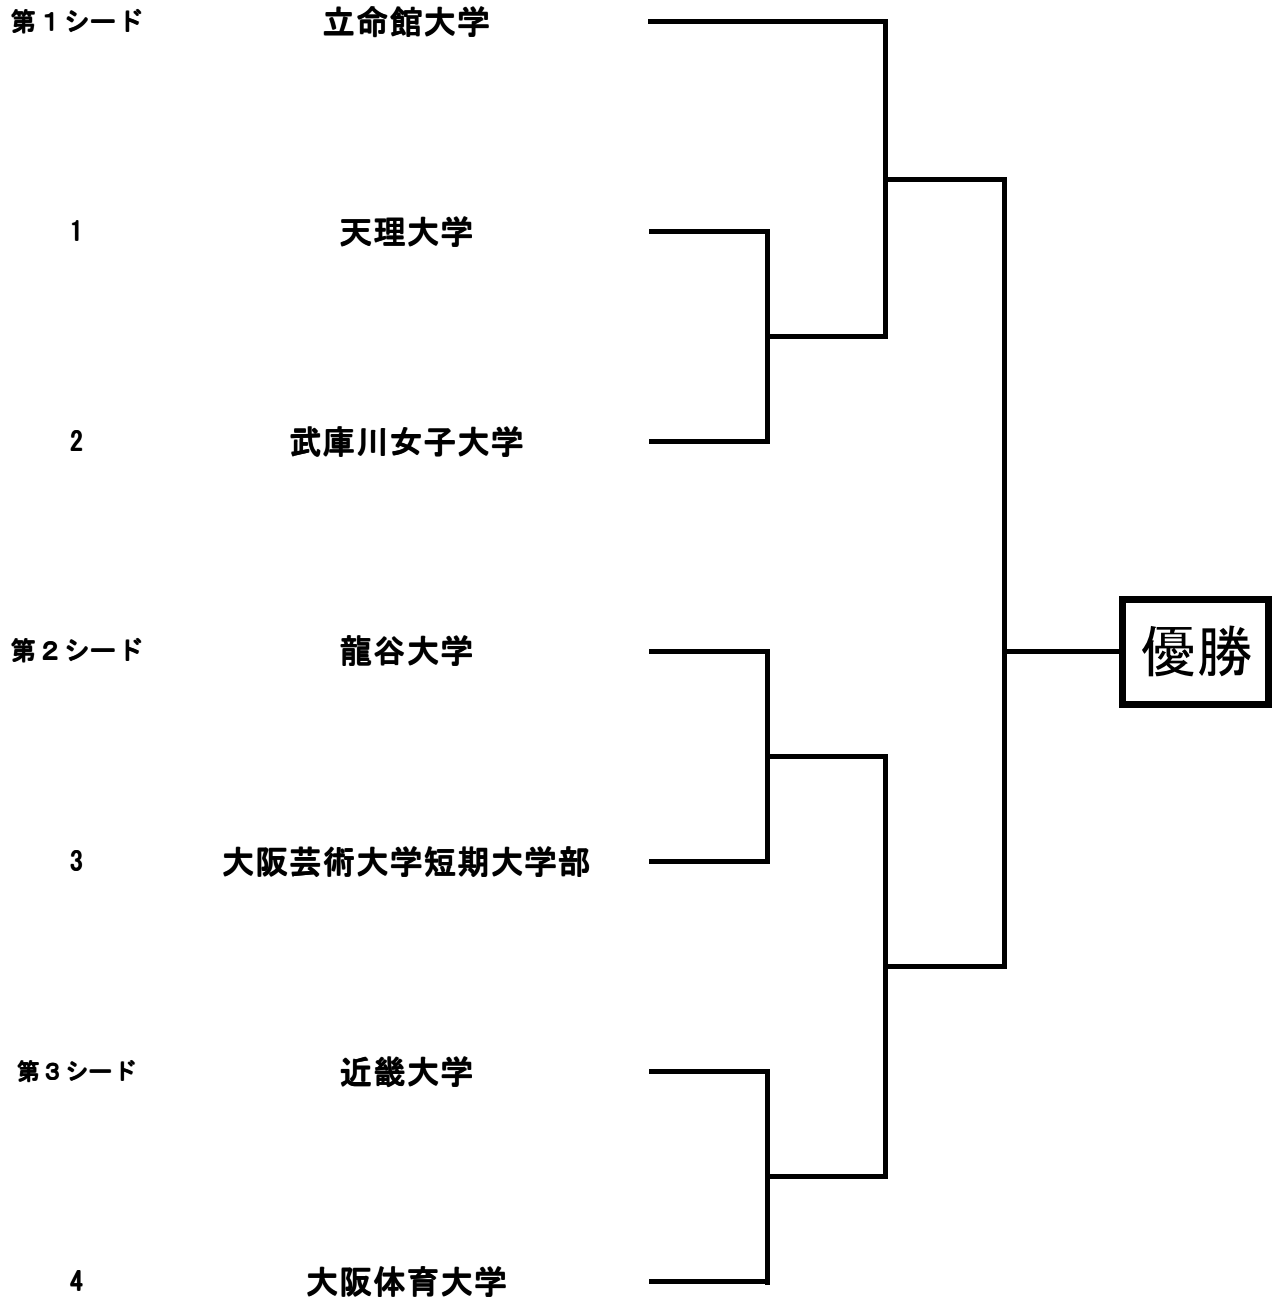 第１シード 立命館大学
1 天理大学
2 武庫川女子大学
第２シード 龍谷大学
優勝
3 大阪芸術大学短期大学部
第３シード 近畿大学
4 大阪体育大学